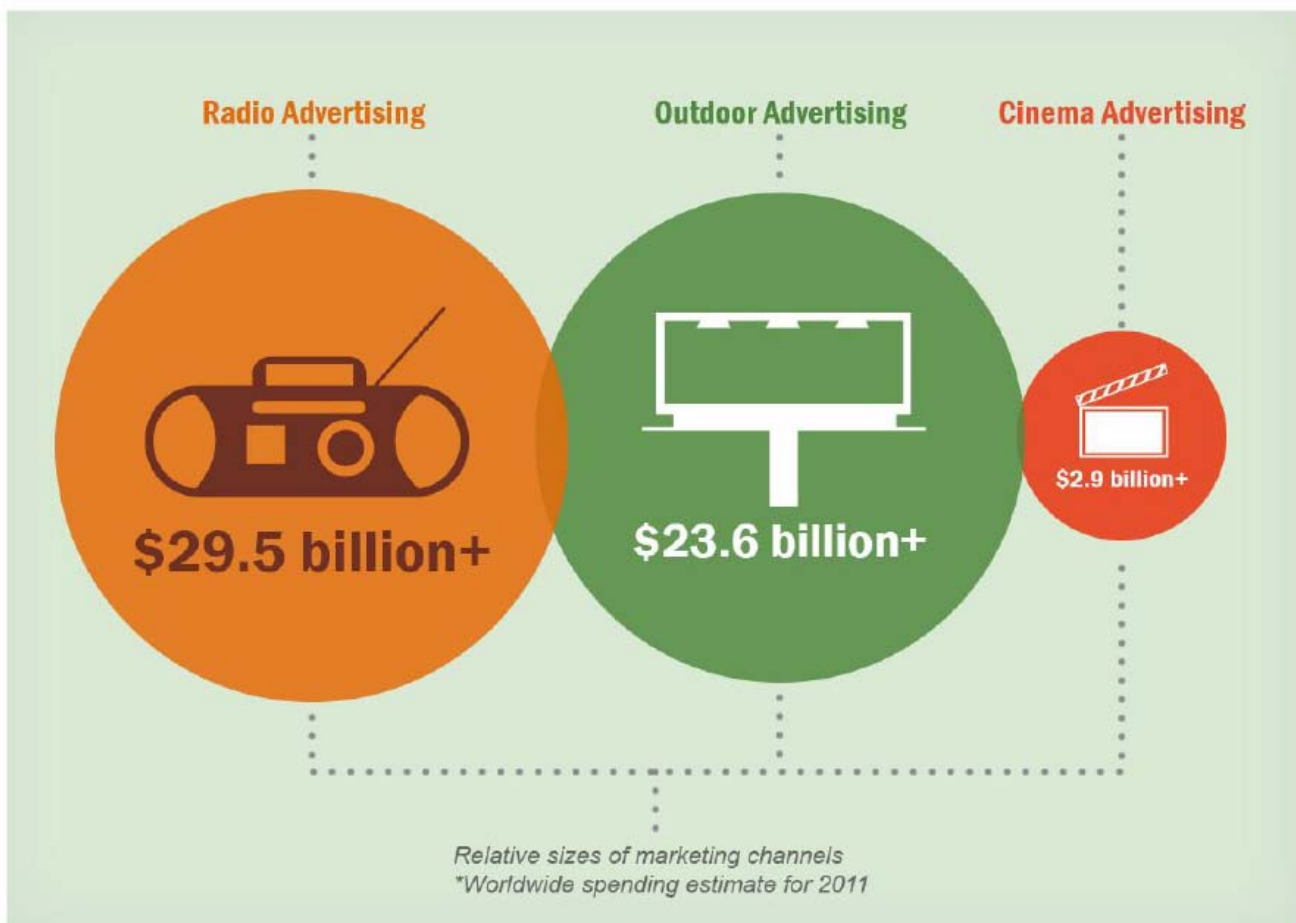 Radio Advertising
Outdoor Advertising
Cinema Advertising
$29.5 billion+
$23.6 billion+
$2.9 billion+
Relative sizes of marketing channels
*Worldwide spending estimate for 2011